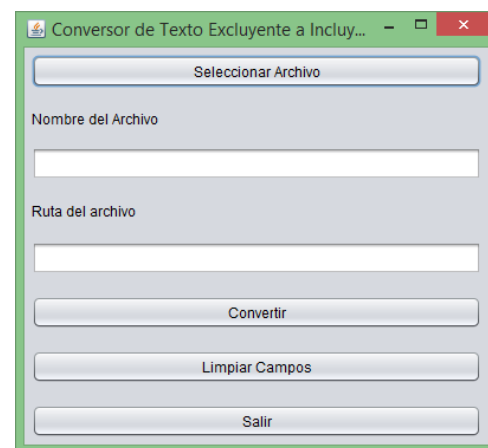 Conversor de Texto Excluyente a Incluy...
Seleccionar Archivo
Nombre del Archivo
Ruta del archivo
Convertir
Limpiar Campos
Salir